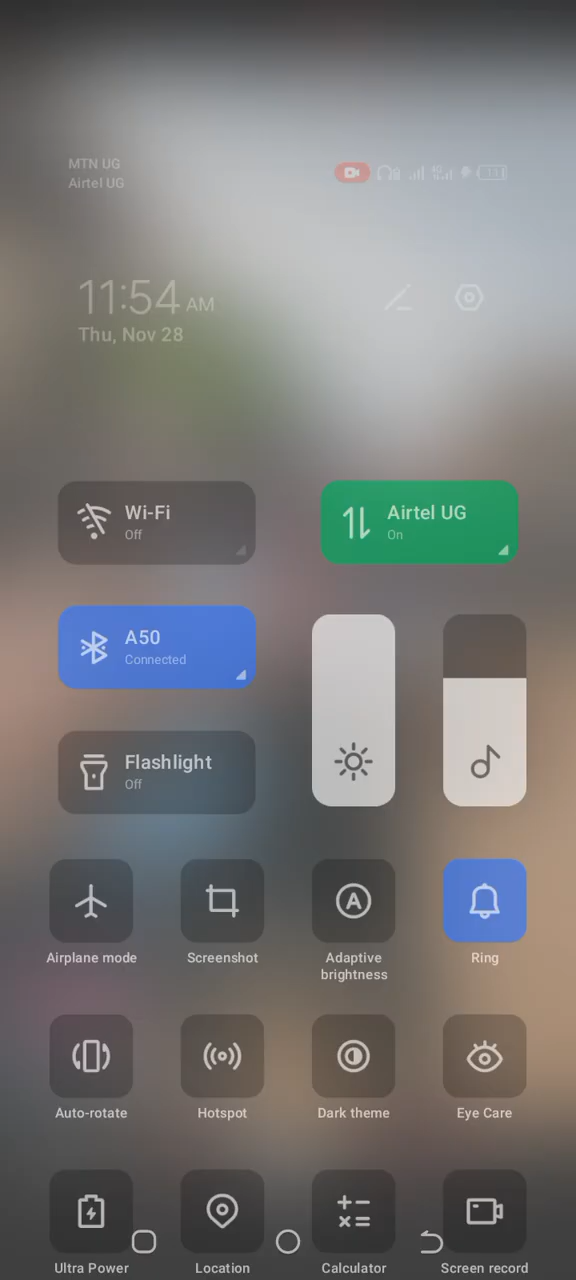 MTN UG
Airtel UG
11:54 AM
Thu, Nov 28
Wi-Fi
Off
Airtel UG
On
A50
Connected
Flashlight
Off
Airplane mode
Screenshot
Adaptive
brightness
Ring
Auto-rotate
Hotspot
Dark theme
Eye Care
Ultra Power
Location
Calculator
Screen record